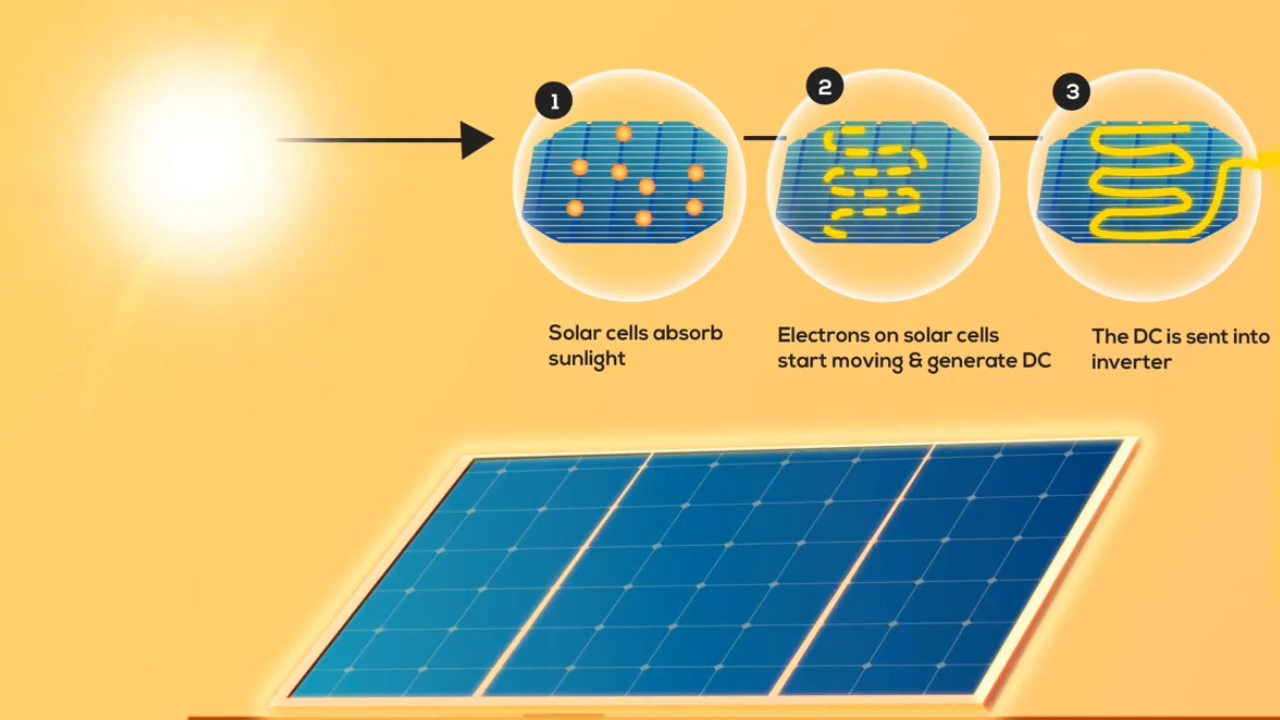 1
Solar cells absorb
sunlight
2
Electrons on solar cells
start moving & generate DC
3
The DC is sent into
inverter